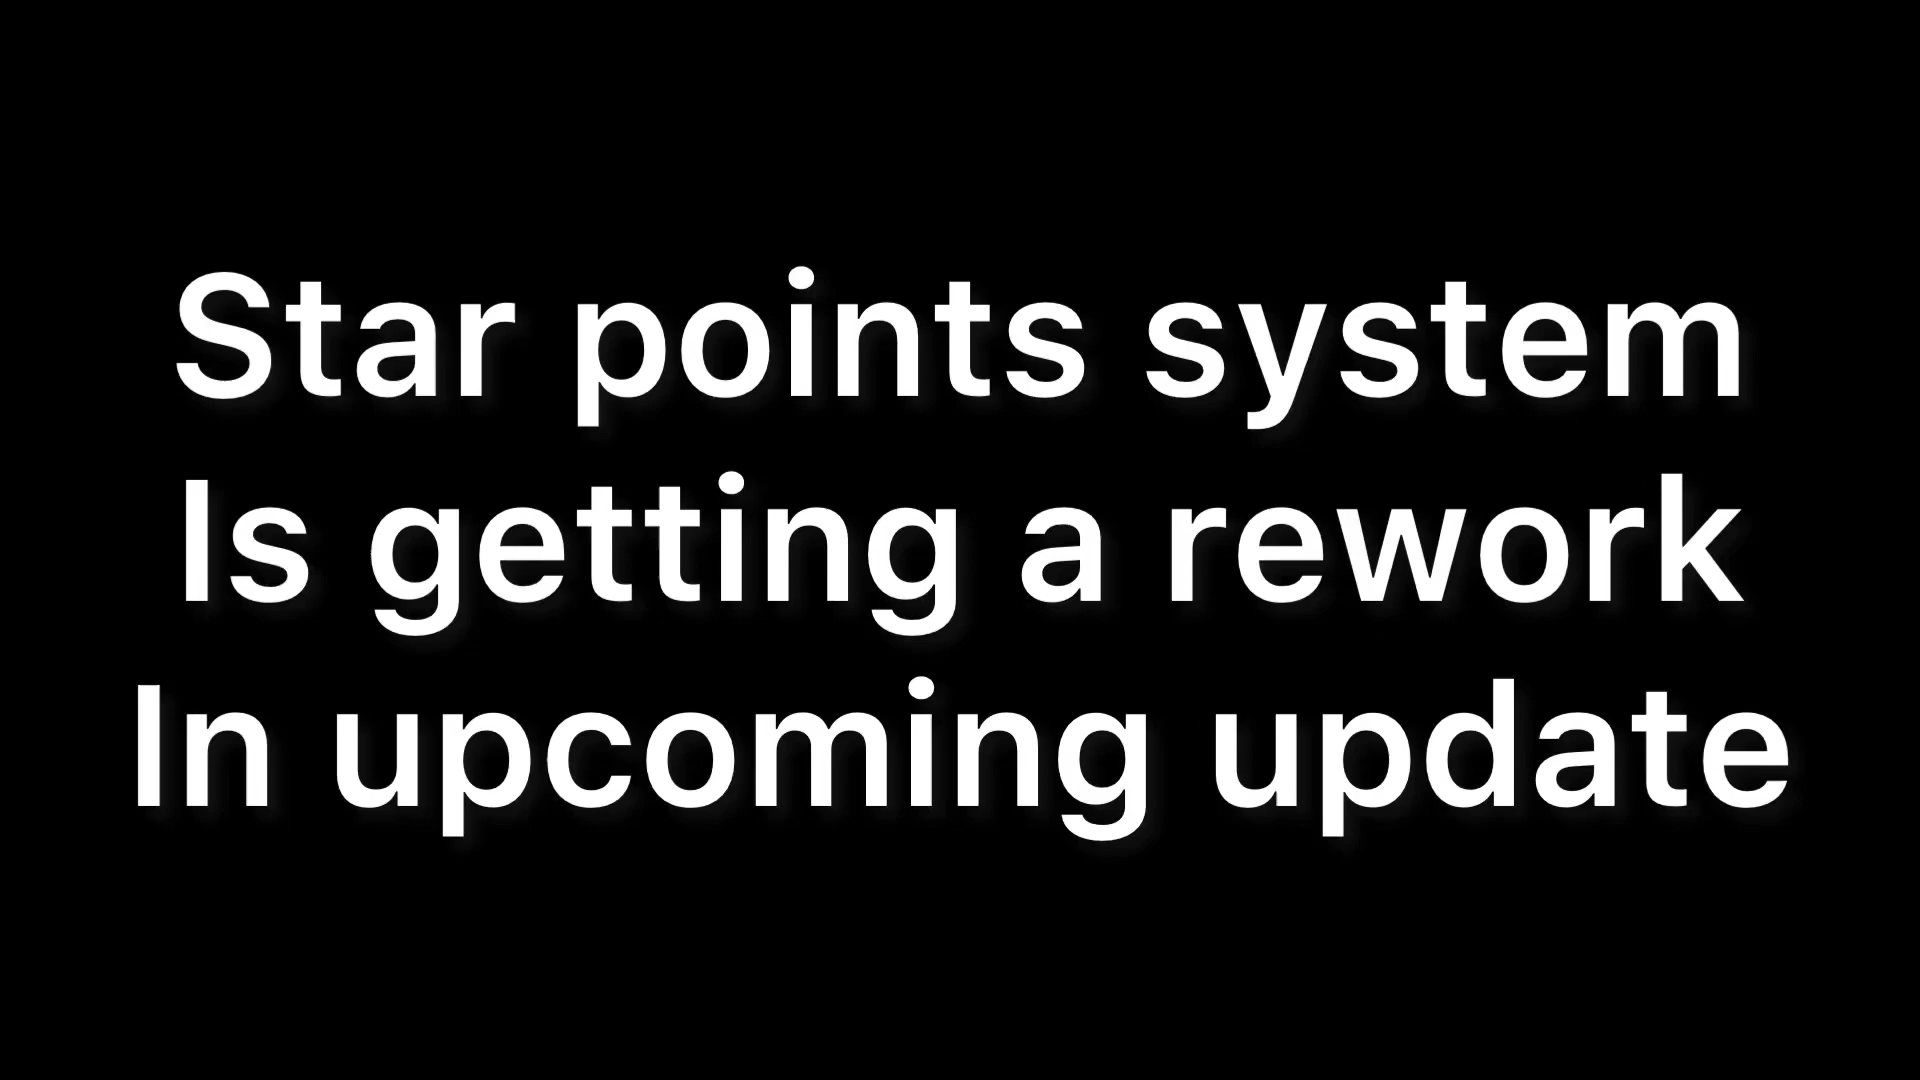 Star points system
Is getting a rework
In upcoming update